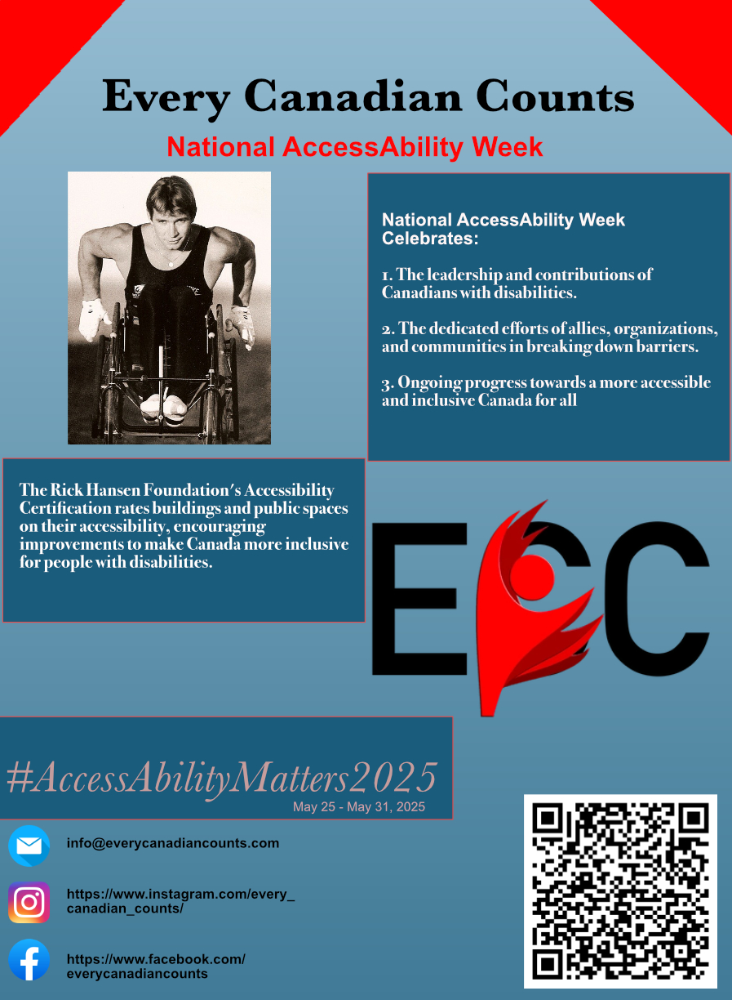 Every Canadian Counts
National AccessAbility Week
National AccessAbility Week
Celebrates:
1. The leadership and contributions of
Canadians with disabilities.
2. The dedicated efforts of allies, organizations,
and communities in breaking down barriers.
3. Ongoing progress towards a more accessible
and inclusive Canada for all
The Rick Hansen Foundation's Accessibility
Certification rates buildings and public spaces
on their accessibility, encouraging
improvements to make Canada more inclusive
for people with disabilities.
ECC
#AccessAbilityMatters2025
May 25 - May 31, 2025
info@everycanadiancounts.com
https://www.instagram.com/every_
canadian_counts/
https://www.facebook.com/
everycanadiancounts